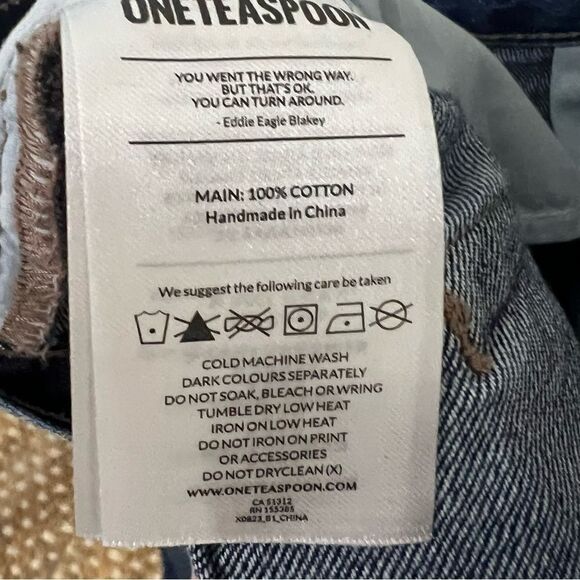 ONETEASPOON
YOU WENT THE WRONG WAY.
BUT THAT'S OK.
YOU CAN TURN AROUND.
- Eddie Eagle Blakey
MAIN: 100% COTTON
Handmade in China
We suggest the following care be taken
COLD MACHINE WASH
DARK COLOURS SEPARATELY
DO NOT SOAK, BLEACH OR WRING
TUMBLE DRY LOW HEAT
IRON ON LOW HEAT
DO NOT IRON ON PRINT
OR ACCESSORIES
DO NOT DRYCLEAN (X)
WWW.ONETEASPOON.COM
CA 51312
RN 155385
X0823_B1_CHINA